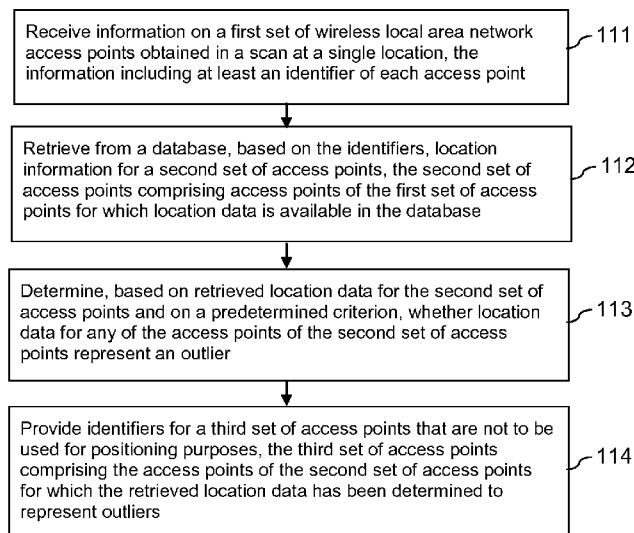 Receive information on a first set of wireless local area network
access points obtained in a scan at a single location, the
information including at least an identifier of each access point
111
Retrieve from a database, based on the identifiers, location
information for a second set of access points, the second set of
access points comprising access points of the first set of access
points for which location data is available in the database
112
Determine, based on retrieved location data for the second set of
access points and on a predetermined criterion, whether location
data for any of the access points of the second set of access
points represent an outlier
113
Provide identifiers for a third set of access points that are not to be
used for positioning purposes, the third set of access points
comprising the access points of the second set of access points
for which the retrieved location data has been determined to
represent outliers
114